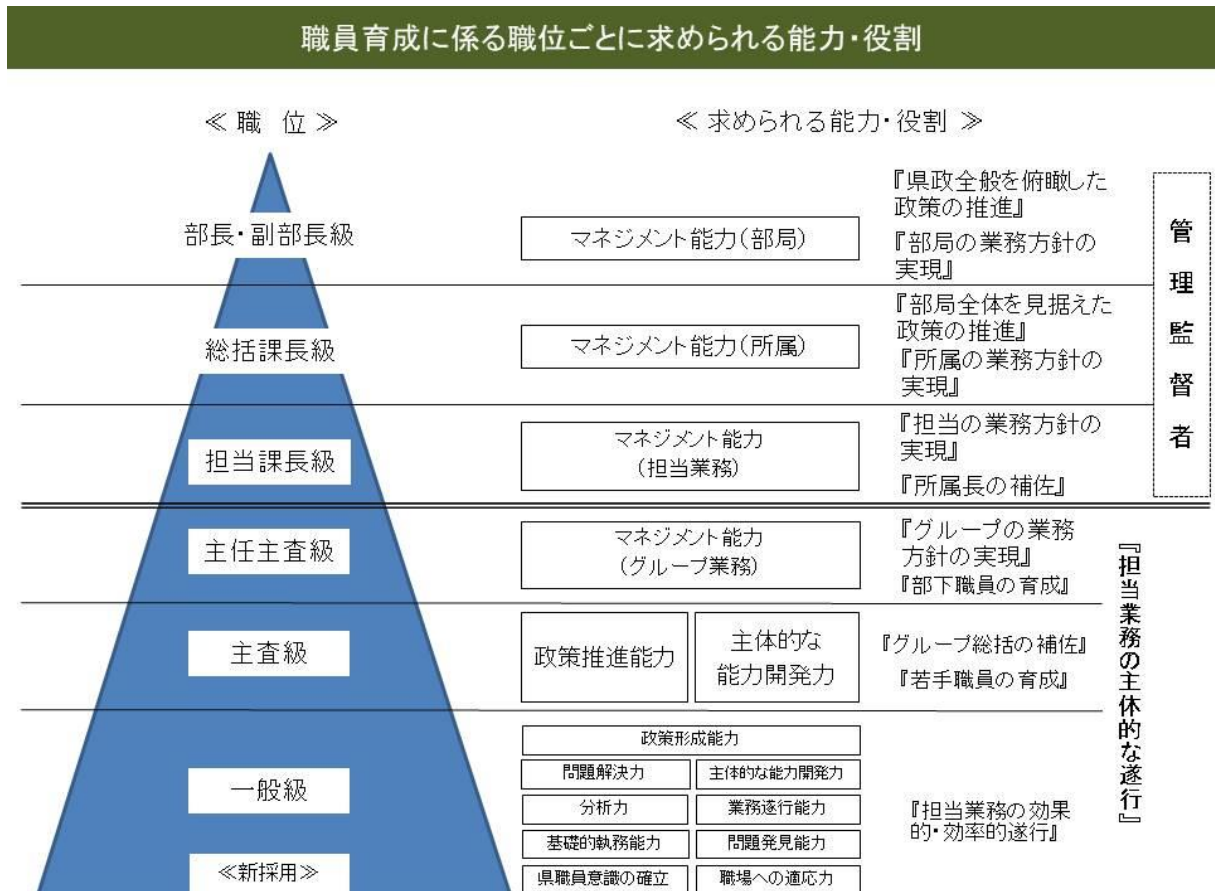 職員育成に係る職位ごとに求められる能力・役割
≪ 職　位 ≫
≪ 求められる能力・役割 ≫
部長・副部長級
マネジメント能力(部局)
『県政全般を俯瞰した
政策の推進』
『部局の業務方針の
実現』
総括課長級
マネジメント能力(所属)
『部局全体を見据えた
政策の推進』
『所属の業務方針の
実現』
担当課長級
マネジメント能力
(担当業務)
『担当の業務方針の
実現』
『所属長の補佐』
管理監督者
主任主査級
マネジメント能力
(グループ業務)
『グループの業務
方針の実現』
『部下職員の育成』
主査級
政策推進能力
主体的な
能力開発力
『グループ総括の補佐』
『若手職員の育成』
一般級
≪新採用≫
政策形成能力
問題解決力
主体的な能力開発力
分析力
業務遂行能力
基礎的執務能力
問題発見能力
県職員意識の確立
職場への適応力
『担当業務の効果
的・効率的遂行』
『担当業務の主体的な遂行』